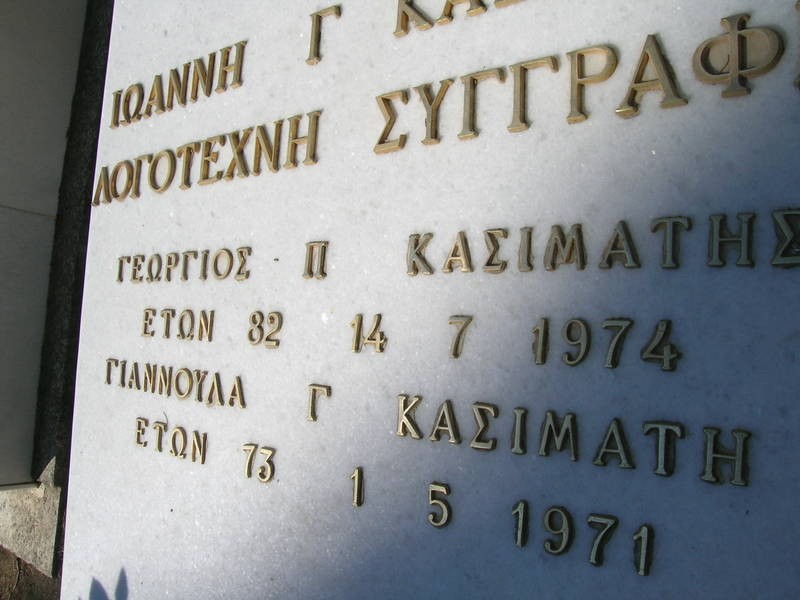 ΙΩΑΝΝΗ Γ
ΛΟΓΟΤΕΧΝΗ ΣΥΓΓΡΑΦ
ΓΕΩΡΓΙΟΣ Π ΚΑΣΙΜΑΤΗΣ
ΕΤΩΝ 82 14 7 1974
ΓΙΑΝΝΟΥΛΑ Γ ΚΑΣΙΜΑΤΗ
ΕΤΩΝ 73 1 5 1971